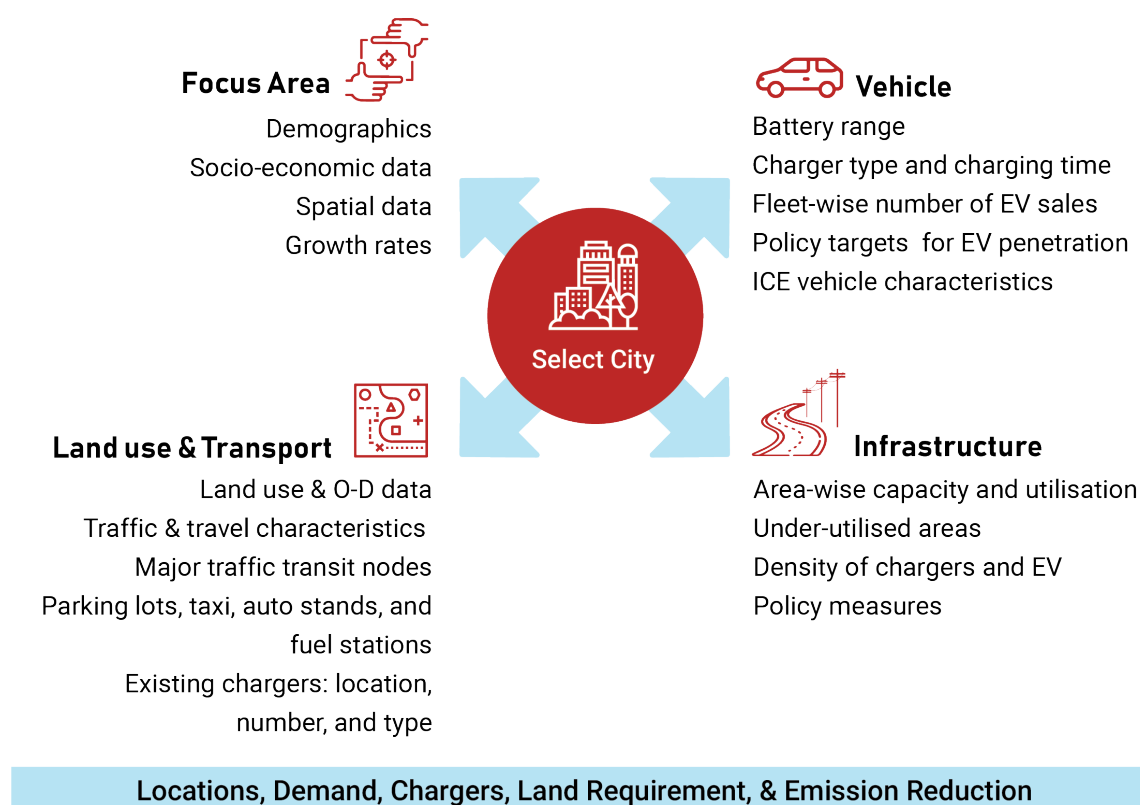 Focus Area
Demographics
Socio-economic data
Spatial data
Growth rates
Vehicle
Battery range
Charger type and charging time
Fleet-wise number of EV sales
Policy targets for EV penetration
ICE vehicle characteristics
Select City
Land use & Transport
Land use & O-D data
Traffic & travel characteristics
Major traffic transit nodes
Parking lots, taxi, auto stands, and
fuel stations
Existing chargers: location,
number, and type
Infrastructure
Area-wise capacity and utilisation
Under-utilised areas
Density of chargers and EV
Policy measures
Locations, Demand, Chargers, Land Requirement, & Emission Reduction